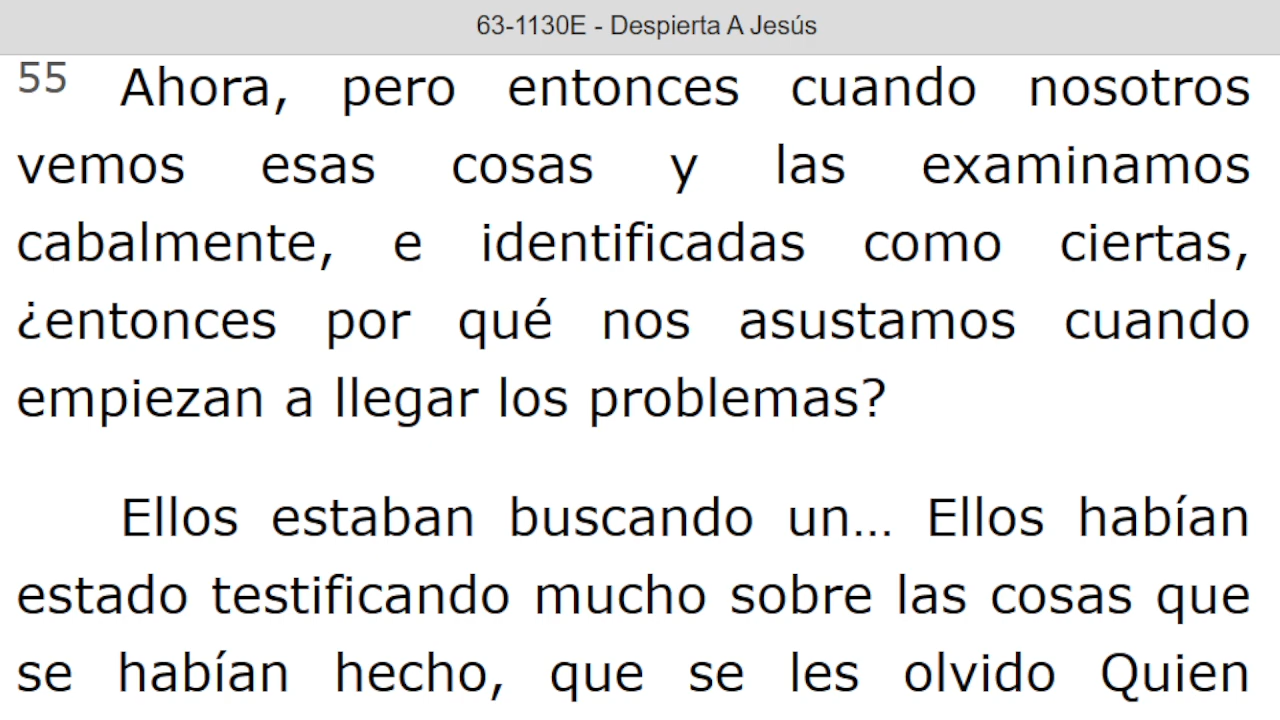 63-1130E - Despierta A Jesús
55 Ahora, pero entonces cuando nosotros
vemos esas cosas y las examinamos
cabalmente, e identificadas como ciertas,
¿entonces por qué nos asustamos cuando
empiezan a llegar los problemas?
Ellos estaban buscando un... Ellos habían
estado testificando mucho sobre las cosas que
se habían hecho, que se les olvido Quien